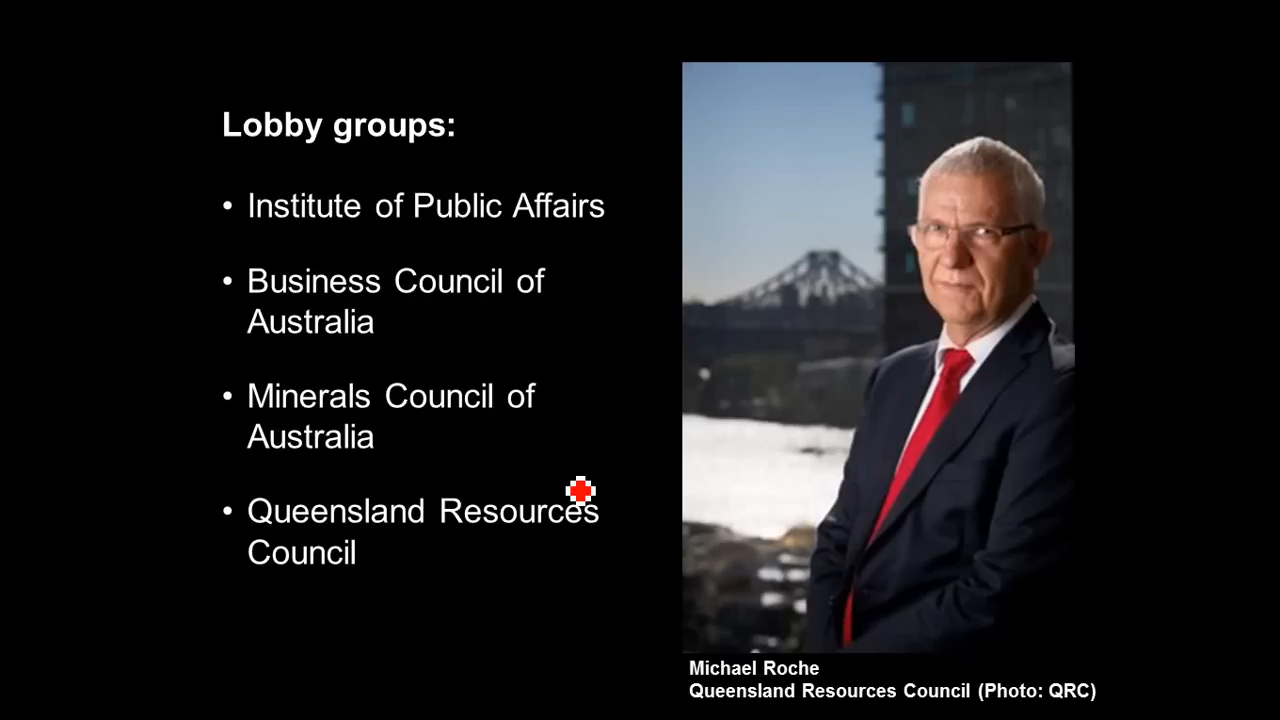 Lobby groups:
• Institute of Public Affairs
• Business Council of
Australia
• Minerals Council of
Australia
• Queensland Resources
Council
Michael Roche
Queensland Resources Council (Photo: QRC)